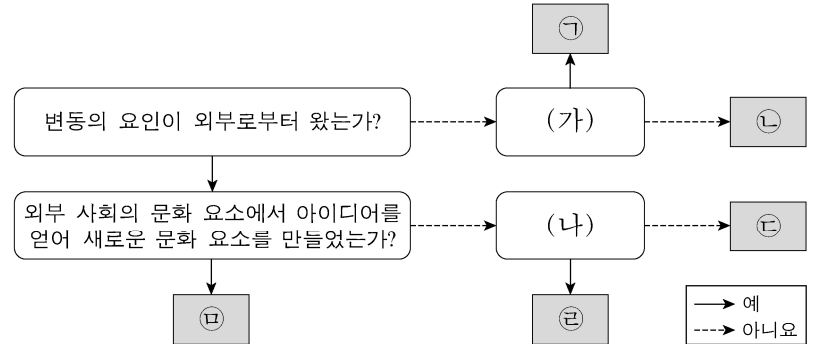 ㉠
변동의 요인이 외부로부터 왔는가?
(가)
㉡
외부 사회의 문화 요소에서 아이디어를
얻어 새로운 문화 요소를 만들었는가?
(나)
㉢
㉤
㉣
예
아니요